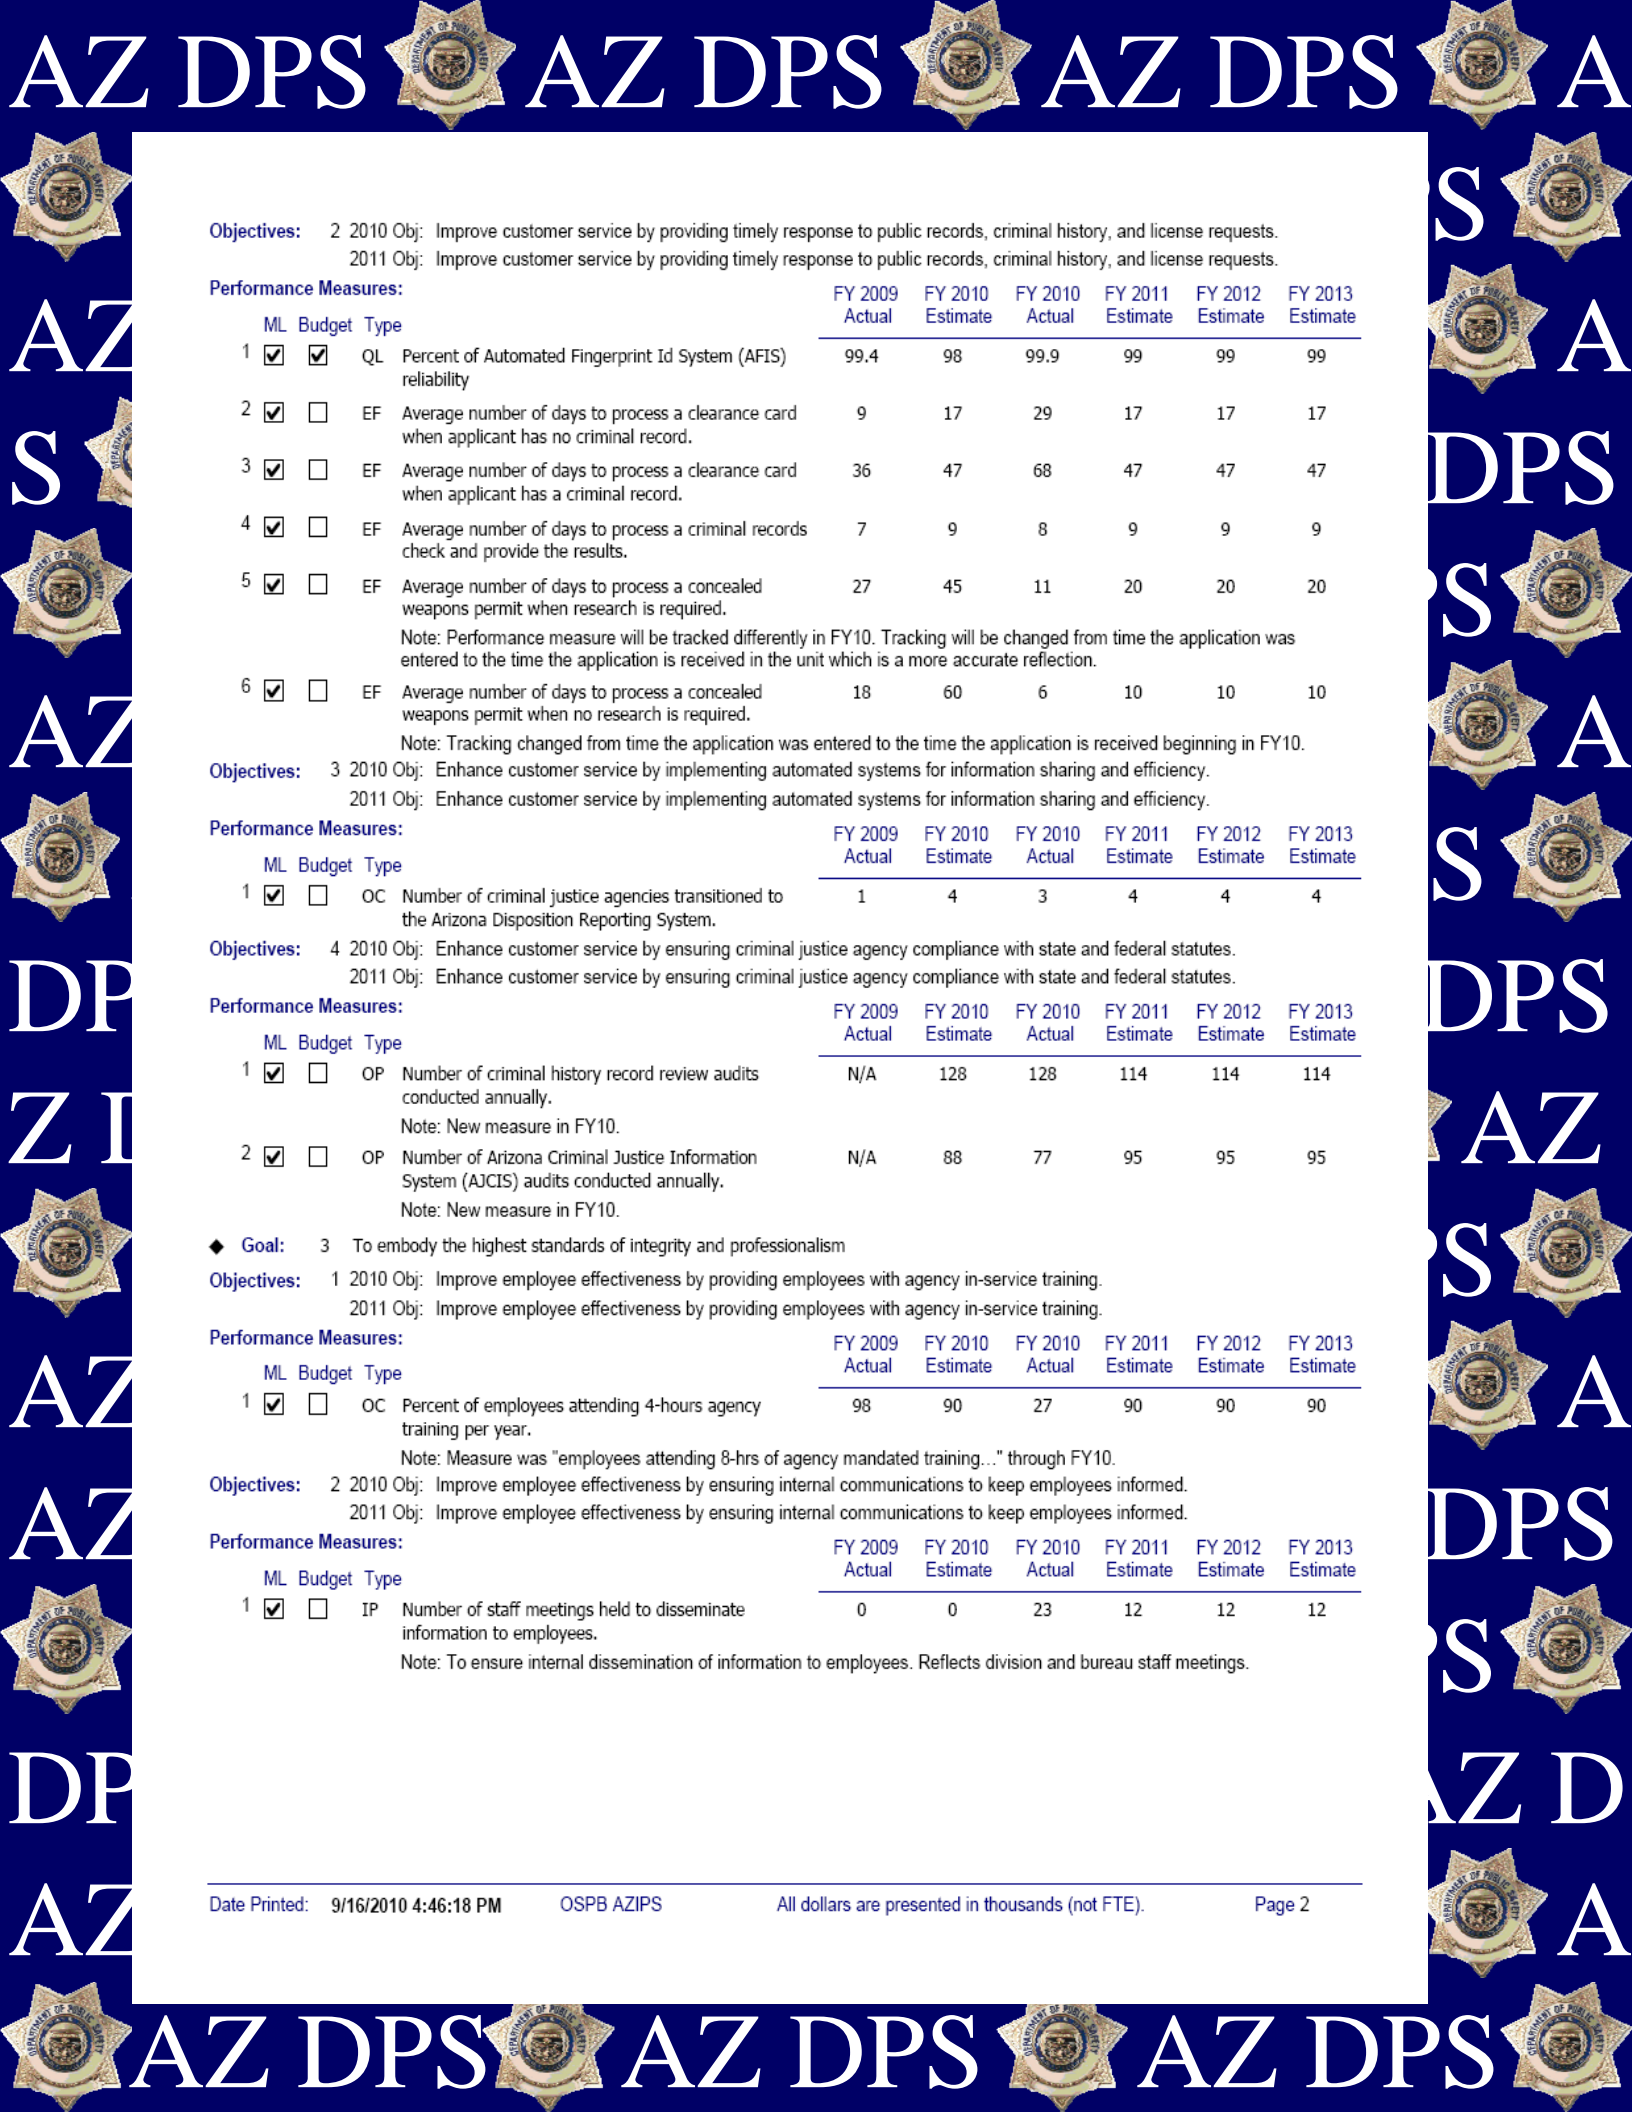 AZ DPS AZ DPS AZ DPS A
S
AZ A
S DPS
S
AZ A
S
DP DPS
Z D AZ
S
AZ A
AZ DPS
S
DP AZ D
AZ A
AZ DPS AZ DPS AZ DPS
Objectives: 2 2010 Obj: Improve customer service by providing timely response to public records, criminal history, and license requests.
2011 Obj: Improve customer service by providing timely response to public records, criminal history, and license requests.
Performance Measures: FY 2009 FY 2010 FY 2010 FY 2011 FY 2012 FY 2013
ML Budget Type Actual Estimate Actual Estimate Estimate Estimate
1 QL Percent of Automated Fingerprint Id System (AFIS) 99.4 98 99.9 99 99 99
reliability
2 EF Average number of days to process a clearance card 9 17 29 17 17 17
when applicant has no criminal record.
3 EF Average number of days to process a clearance card 36 47 68 47 47 47
when applicant has a criminal record.
4 EF Average number of days to process a criminal records 7 9 8 9 9 9
check and provide the results.
5 EF Average number of days to process a concealed 27 45 11 20 20 20
weapons permit when research is required.
Note: Performance measure will be tracked differently in FY10. Tracking will be changed from time the application was
entered to the time the application is received in the unit which is a more accurate reflection.
6 EF Average number of days to process a concealed 18 60 6 10 10 10
weapons permit when no research is required.
Note: Tracking changed from time the application was entered to the time the application is received beginning in FY10.
Objectives: 3 2010 Obj: Enhance customer service by implementing automated systems for information sharing and efficiency.
2011 Obj: Enhance customer service by implementing automated systems for information sharing and efficiency.
Performance Measures: FY 2009 FY 2010 FY 2010 FY 2011 FY 2012 FY 2013
ML Budget Type Actual Estimate Actual Estimate Estimate Estimate
1 OC Number of criminal justice agencies transitioned to 1 4 3 4 4 4
the Arizona Disposition Reporting System.
Objectives: 4 2010 Obj: Enhance customer service by ensuring criminal justice agency compliance with state and federal statutes.
2011 Obj: Enhance customer service by ensuring criminal justice agency compliance with state and federal statutes.
Performance Measures: FY 2009 FY 2010 FY 2010 FY 2011 FY 2012 FY 2013
ML Budget Type Actual Estimate Actual Estimate Estimate Estimate
1 OP Number of criminal history record review audits N/A 128 128 114 114 114
conducted annually.
Note: New measure in FY10.
2 OP Number of Arizona Criminal Justice Information N/A 88 77 95 95 95
System (AJCIS) audits conducted annually.
Note: New measure in FY10.
◆ Goal: 3 To embody the highest standards of integrity and professionalism
Objectives: 1 2010 Obj: Improve employee effectiveness by providing employees with agency in-service training.
2011 Obj: Improve employee effectiveness by providing employees with agency in-service training.
Performance Measures: FY 2009 FY 2010 FY 2010 FY 2011 FY 2012 FY 2013
ML Budget Type Actual Estimate Actual Estimate Estimate Estimate
1 OC Percent of employees attending 4-hours agency 98 90 27 90 90 90
training per year.
Note: Measure was "employees attending 8-hrs of agency mandated training..." through FY10.
Objectives: 2 2010 Obj: Improve employee effectiveness by ensuring internal communications to keep employees informed.
2011 Obj: Improve employee effectiveness by ensuring internal communications to keep employees informed.
Performance Measures: FY 2009 FY 2010 FY 2010 FY 2011 FY 2012 FY 2013
ML Budget Type Actual Estimate Actual Estimate Estimate Estimate
1 IP Number of staff meetings held to disseminate 0 0 23 12 12 12
information to employees.
Note: To ensure internal dissemination of information to employees. Reflects division and bureau staff meetings.
Date Printed: 9/16/2010 4:46:18 PM OSPB AZIPS All dollars are presented in thousands (not FTE). Page 2